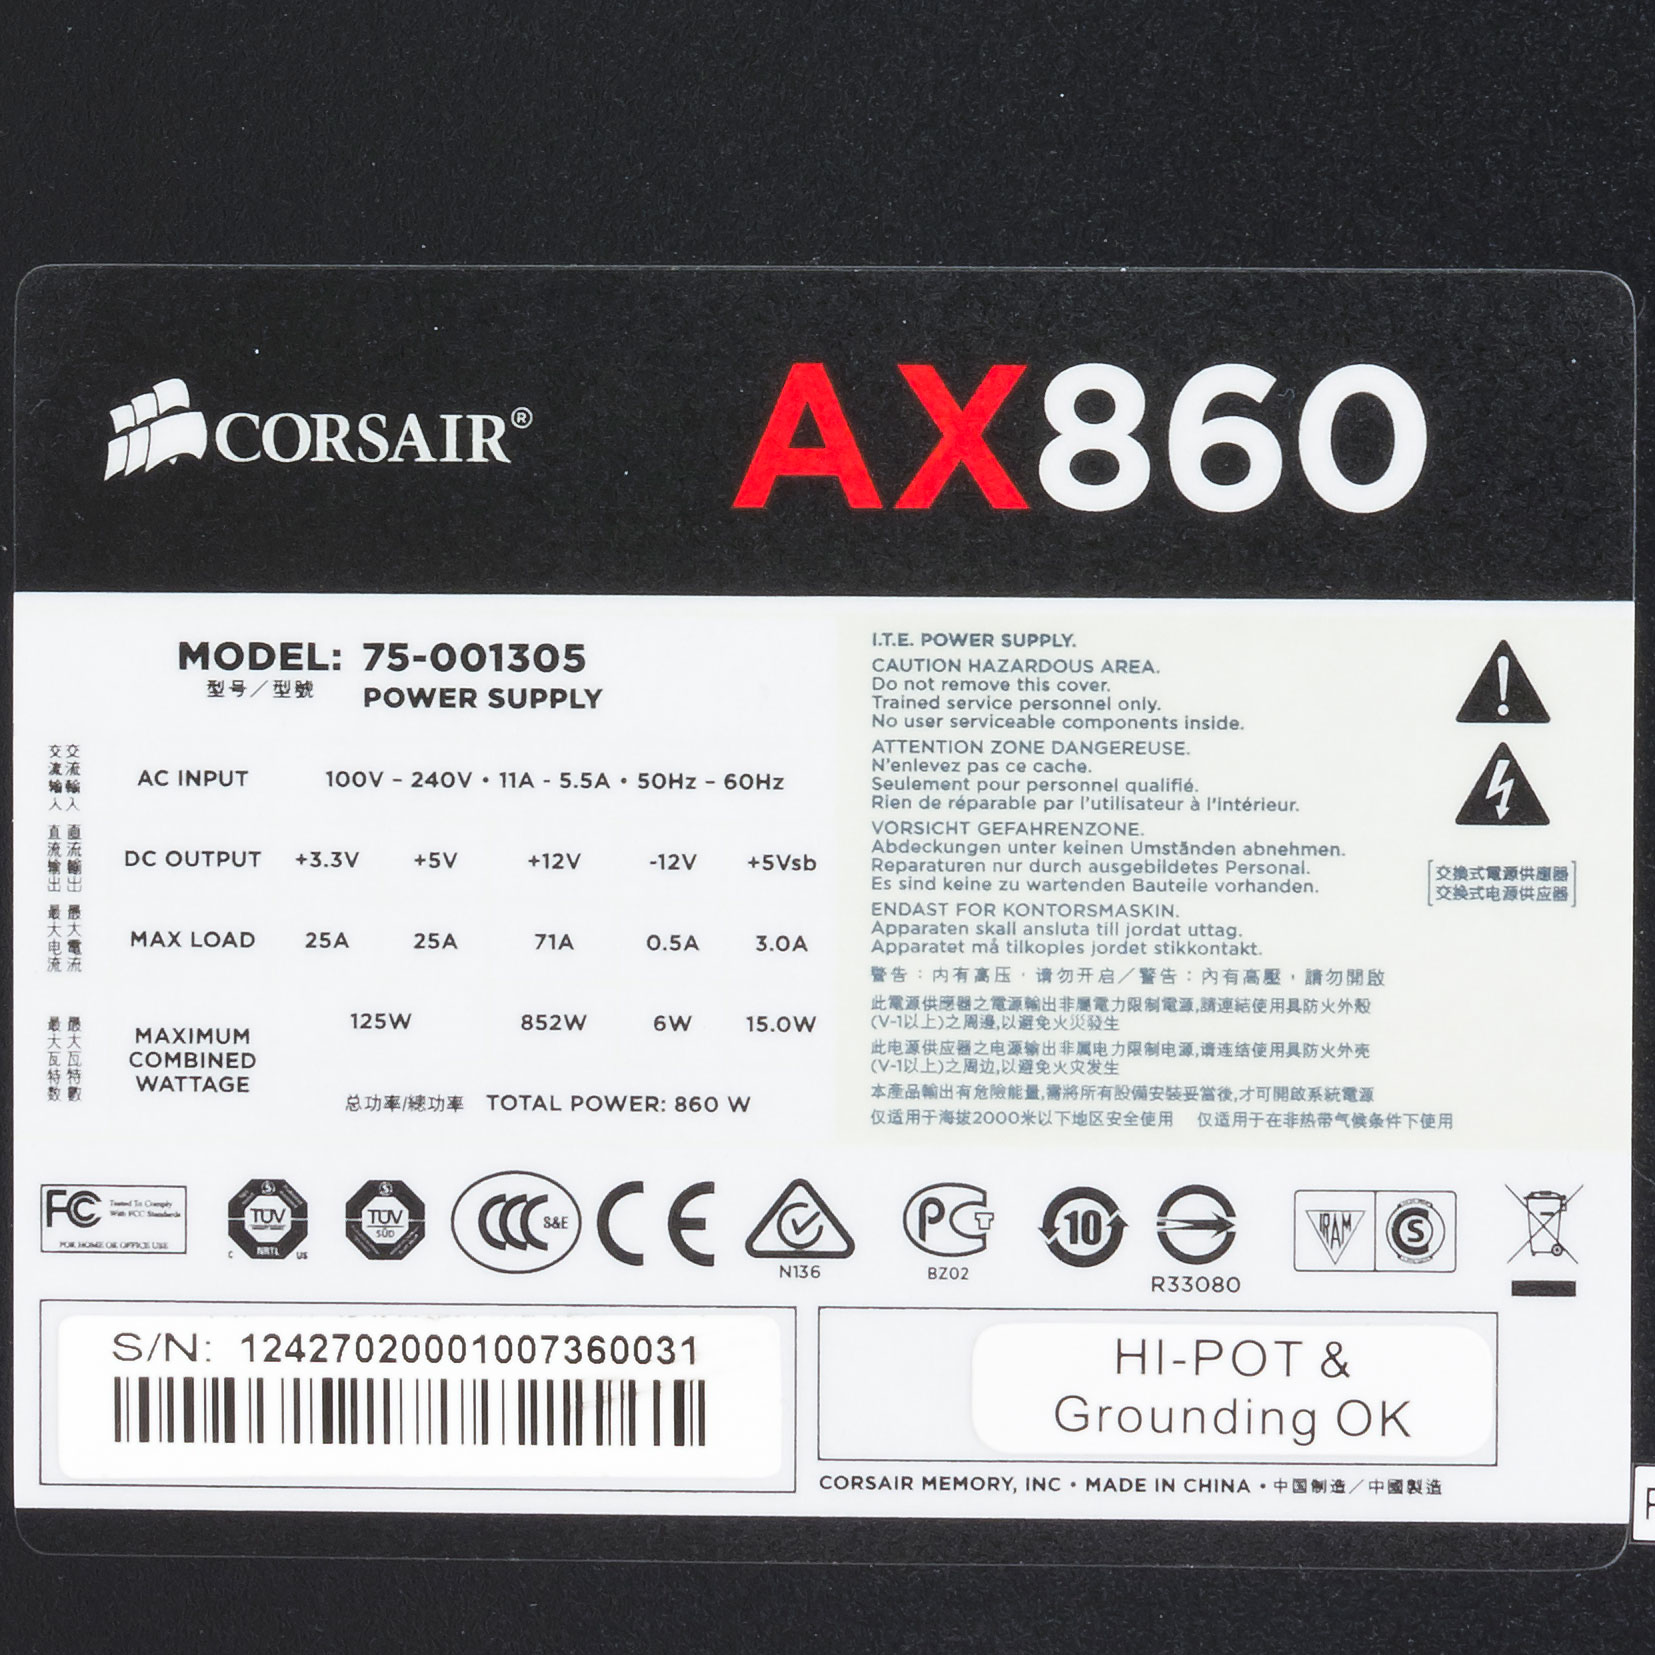 CORSAIR®
AX860
MODEL: 75-001305
型号／型號
POWER SUPPLY
交流输入 交流輸入
AC INPUT 100V - 240V • 11A - 5.5A • 50Hz - 60Hz
直流输出 直流輸出
DC OUTPUT +3.3V +5V +12V -12V +5Vsb
最大电流 最大電流
MAX LOAD 25A 25A 71A 0.5A 3.0A
最大瓦特数 最大瓦特數
MAXIMUM
COMBINED
WATTAGE
125W 852W 6W 15.0W
总功率/總功率 TOTAL POWER: 860 W
I.T.E. POWER SUPPLY.
CAUTION HAZARDOUS AREA.
Do not remove this cover.
Trained service personnel only.
No user serviceable components inside.
ATTENTION ZONE DANGEREUSE.
N'enlevez pas ce cache.
Seulement pour personnel qualifié.
Rien de réparable par l'utilisateur à l'intérieur.
VORSICHT GEFAHRENZONE.
Abdeckungen unter keinen Umständen abnehmen.
Reparaturen nur durch ausgebildetes Personal.
Es sind keine zu wartenden Bauteile vorhanden.
ENDAST FOR KONTORSMASKIN.
Apparaten skall ansluta till jordat uttag.
Apparatet må tilkoples jordet stikkontakt.
警告：内有高压，请勿开启／警告：內有高壓，請勿開啟
此電源供應器之電源輸出非屬電力限制電源,請連結使用具防火外殼
(V-1以上)之周邊,以避免火災發生
此电源供应器之电源输出非属电力限制电源,请连结使用具防火外壳
(V-1以上)之周边,以避免火灾发生
本產品輸出有危險能量,需將所有設備安裝妥當後,才可開啟系統電源
仅适用于海拔2000米以下地区安全使用 仅适用于在非热带气候条件下使用
交換式電源供應器
交换式电源供应器
FC Tested To Comply
With FCC Standards
FOR HOME OR OFFICE USE
TÜV
C NRTL US
TÜV
SÜD
CCC S&E
CE
N136
PCT
BZ02
10
R33080
IRAM
S
S/N: 12427020001007360031
HI-POT &
Grounding OK
CORSAIR MEMORY, INC • MADE IN CHINA • 中国制造／中國製造